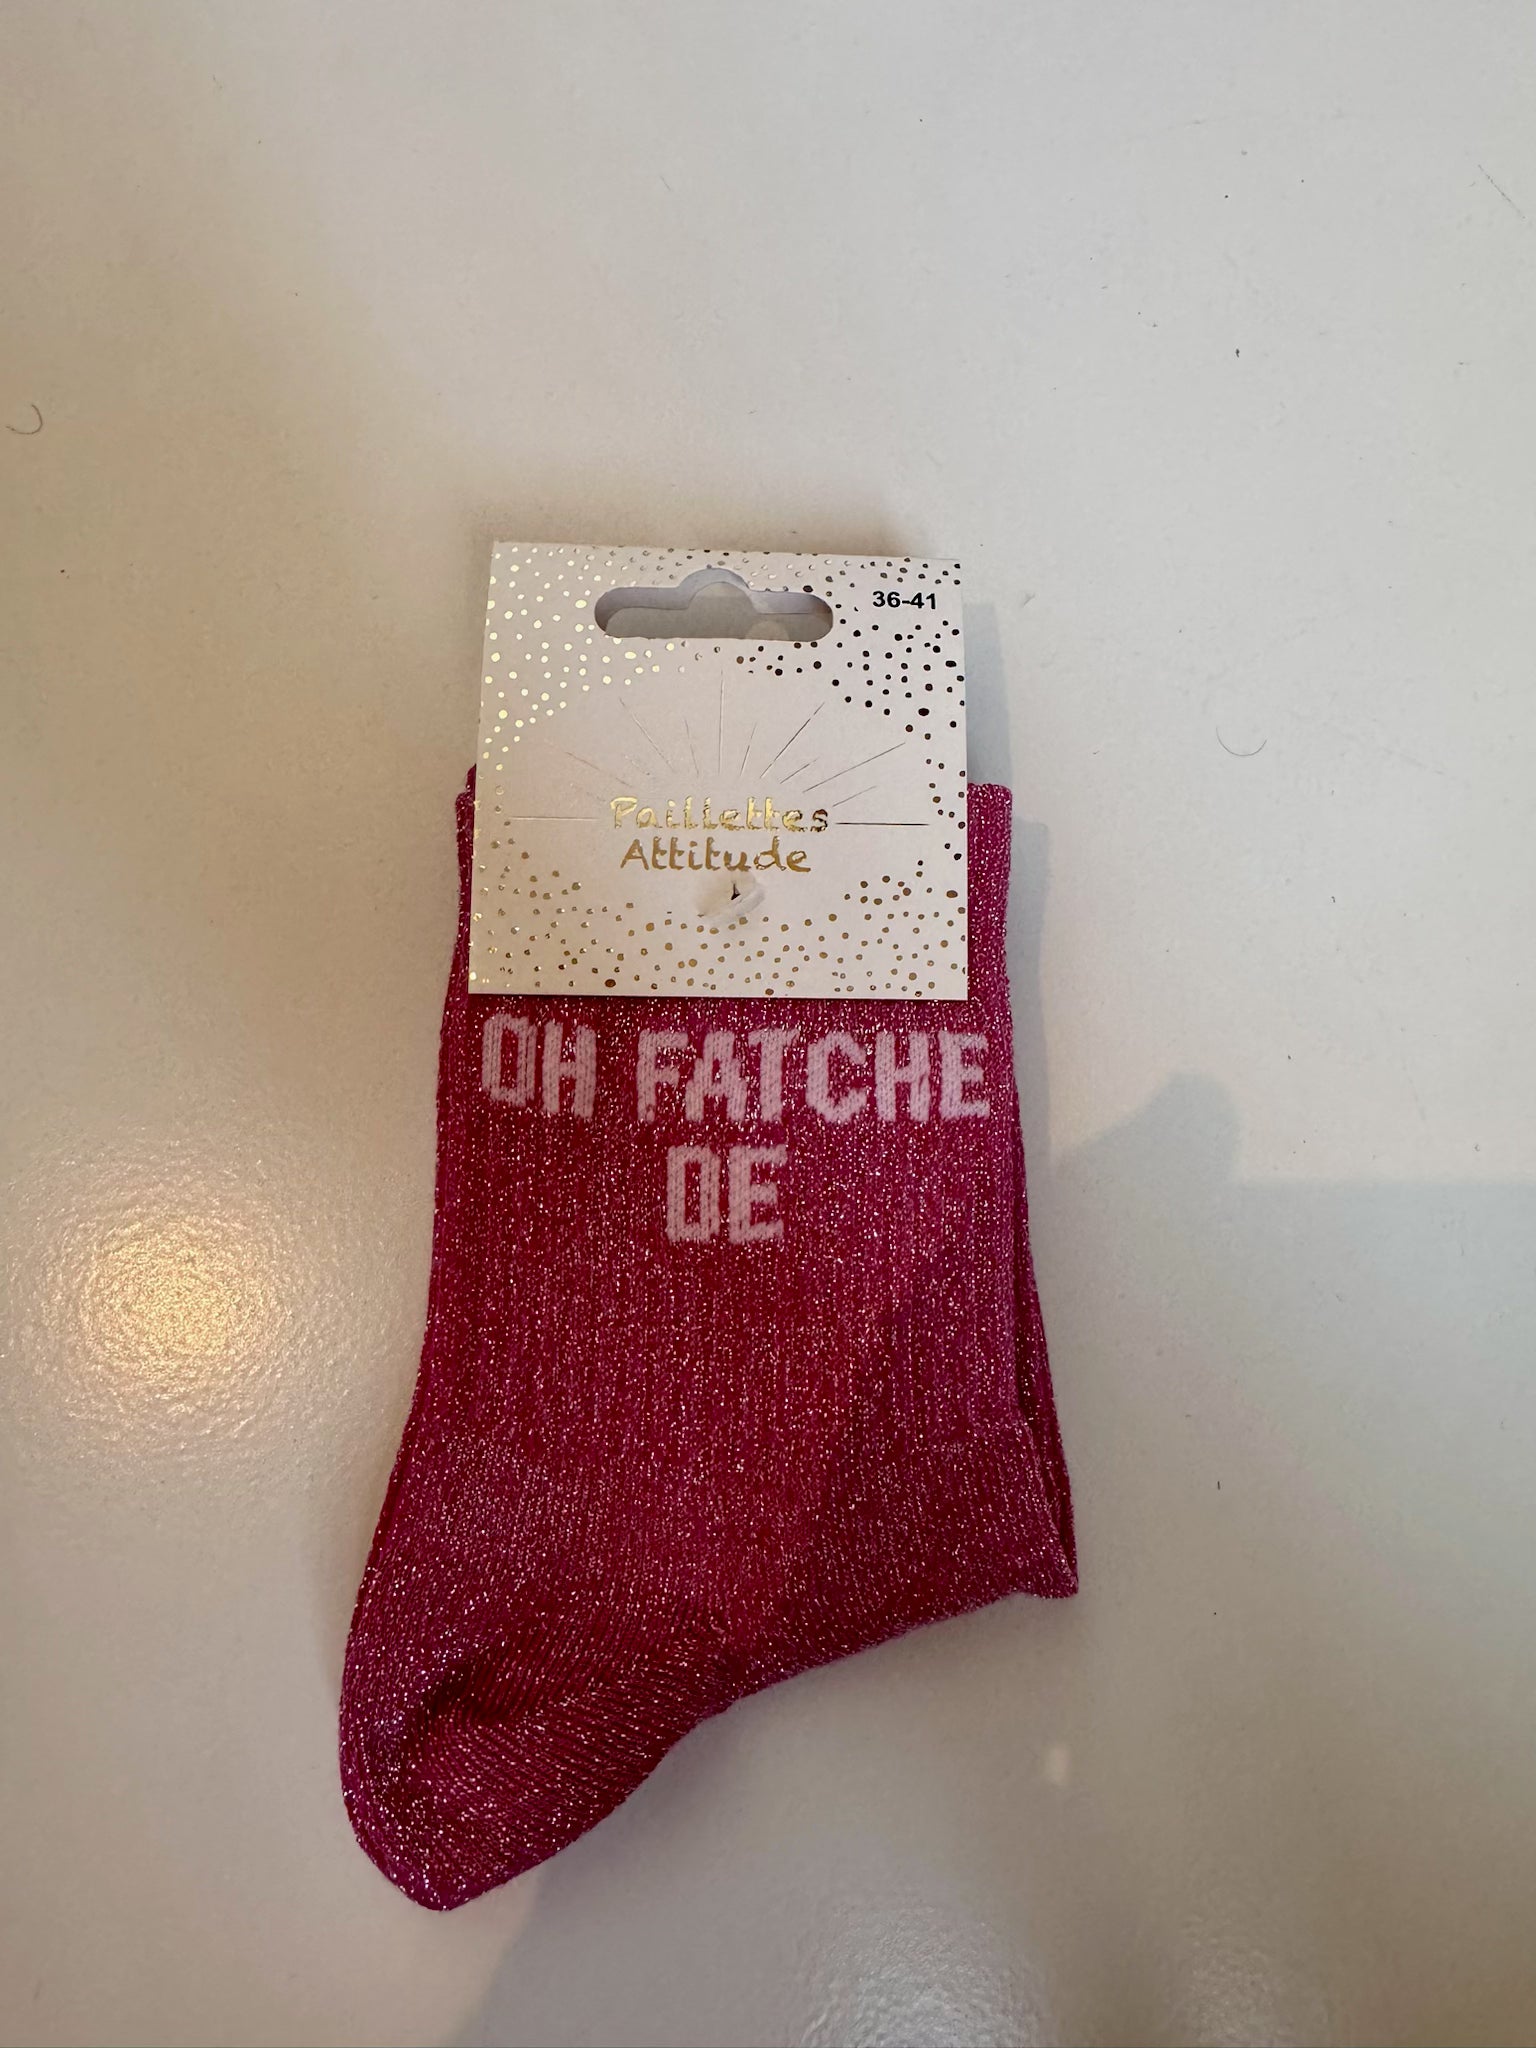 36-41
Paillettes
Attitude
OH FATCHE
DE